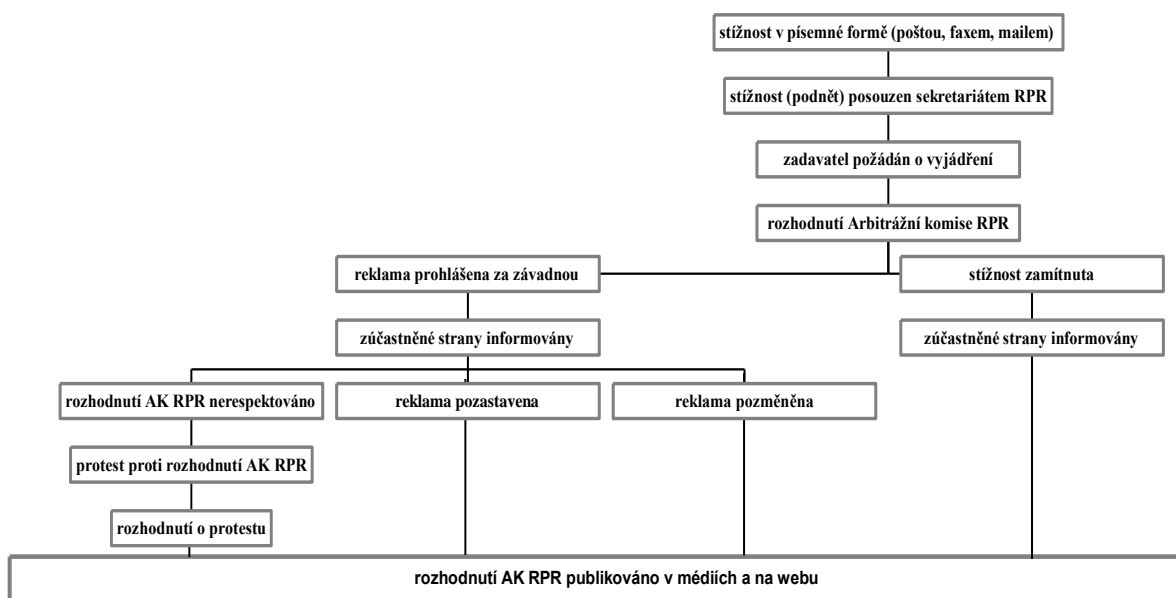 stížnost v písemné formě (poštou, faxem, mailem)
stížnost (podnět) posouzen sekretariátem RPR
zadavatel požádán o vyjádření
rozhodnutí Arbitrážní komise RPR
reklama prohlášena za závadnou
stížnost zamítnuta
zúčastněné strany informovány
zúčastněné strany informovány
rozhodnutí AK RPR nerespektováno
reklama pozastavena
reklama pozměněna
protest proti rozhodnutí AK RPR
rozhodnutí o protestu
rozhodnutí AK RPR publikováno v médiích a na webu